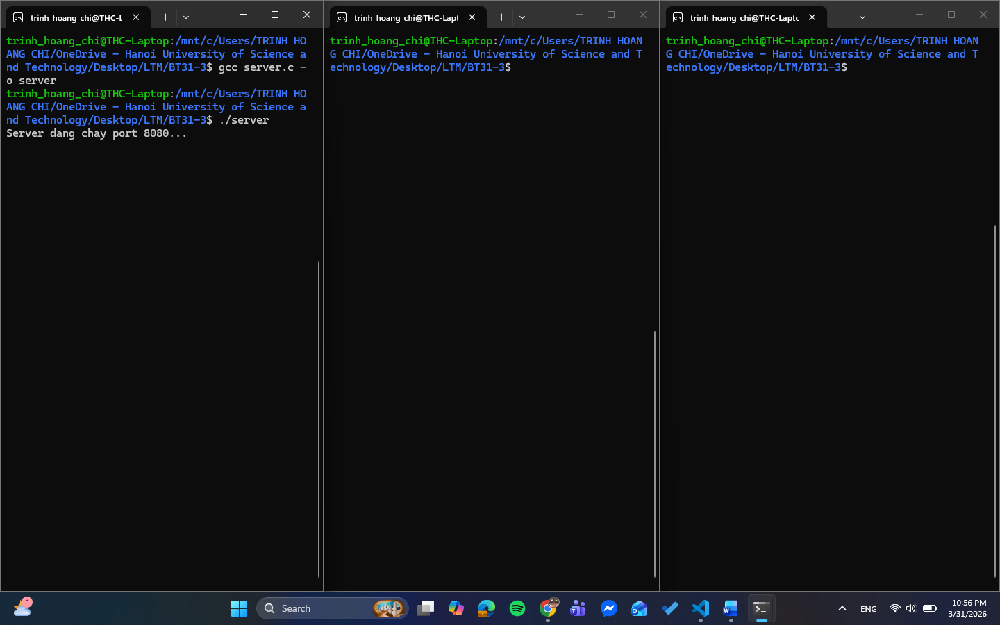 trinh_hoang_chi@THC-L
trinh_hoang_chi@THC-Laptop:/mnt/c/Users/TRINH HO
ANG CHI/OneDrive - Hanoi University of Science a
nd Technology/Desktop/LTM/BT31-3$ gcc server.c -
o server
trinh_hoang_chi@THC-Laptop:/mnt/c/Users/TRINH HO
ANG CHI/OneDrive - Hanoi University of Science a
nd Technology/Desktop/LTM/BT31-3$ ./server
Server dang chay port 8080...
trinh_hoang_chi@THC-Lapt
trinh_hoang_chi@THC-Laptop:/mnt/c/Users/TRINH HOAN
G CHI/OneDrive - Hanoi University of Science and T
echnology/Desktop/LTM/BT31-3$
trinh_hoang_chi@THC-Laptc
trinh_hoang_chi@THC-Laptop:/mnt/c/Users/TRINH HOAN
G CHI/OneDrive - Hanoi University of Science and T
echnology/Desktop/LTM/BT31-3$
1
Search
ENG
10:56 PM
3/31/2026